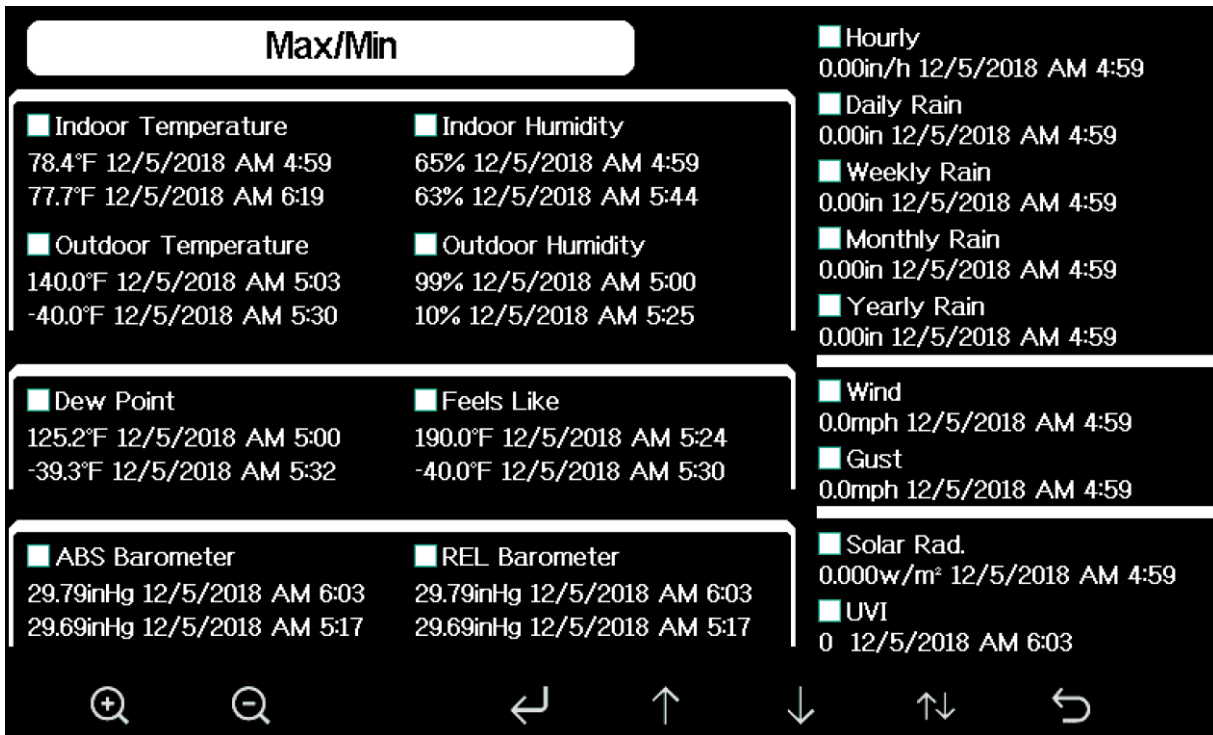 Max/Min
Indoor Temperature
78.4°F 12/5/2018 AM 4:59
77.7°F 12/5/2018 AM 6:19
Indoor Humidity
65% 12/5/2018 AM 4:59
63% 12/5/2018 AM 5:44
Outdoor Temperature
140.0°F 12/5/2018 AM 5:03
-40.0°F 12/5/2018 AM 5:30
Outdoor Humidity
99% 12/5/2018 AM 5:00
10% 12/5/2018 AM 5:25
Dew Point
125.2°F 12/5/2018 AM 5:00
-39.3°F 12/5/2018 AM 5:32
Feels Like
190.0°F 12/5/2018 AM 5:24
-40.0°F 12/5/2018 AM 5:30
ABS Barometer
29.79inHg 12/5/2018 AM 6:03
29.69inHg 12/5/2018 AM 5:17
REL Barometer
29.79inHg 12/5/2018 AM 6:03
29.69inHg 12/5/2018 AM 5:17
Hourly
0.00in/h 12/5/2018 AM 4:59
Daily Rain
0.00in 12/5/2018 AM 4:59
Weekly Rain
0.00in 12/5/2018 AM 4:59
Monthly Rain
0.00in 12/5/2018 AM 4:59
Yearly Rain
0.00in 12/5/2018 AM 4:59
Wind
0.0mph 12/5/2018 AM 4:59
Gust
0.0mph 12/5/2018 AM 4:59
Solar Rad.
0.000w/m² 12/5/2018 AM 4:59
UVI
0 12/5/2018 AM 6:03